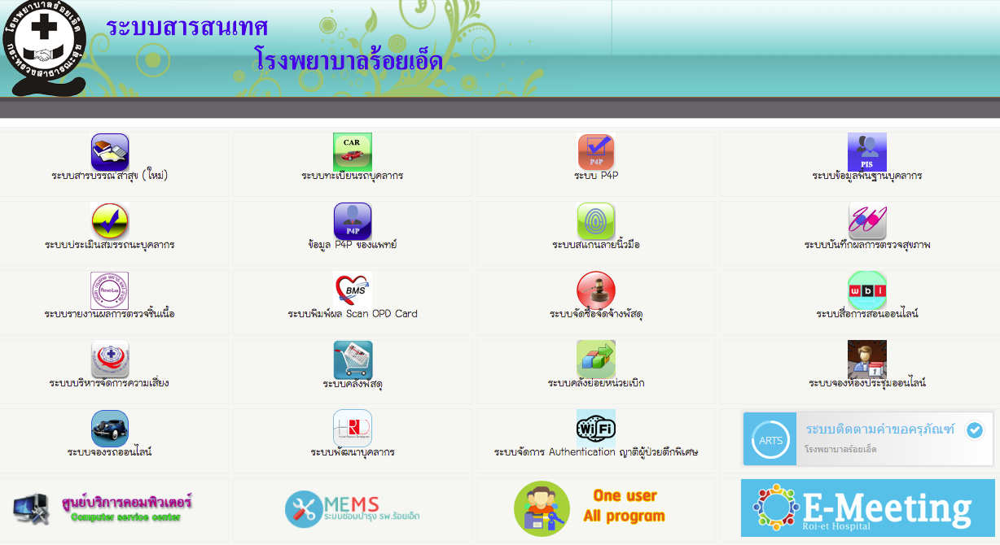 โรงพยาบาลร้อยเอ็ด
กระทรวงสาธารณะสุข
ระบบสารสนเทศ
โรงพยาบาลร้อยเอ็ด
CAR
P4P
PIS
ระบบสารบรรณ'สาสุข (ใหม่)
ระบบทะเบียนรถบุคลากร
ระบบ P4P
ระบบข้อมูลพื้นฐานบุคลากร
P4P
ระบบประเมินสมรรถนะบุคลากร
ข้อมูล P4P ของแพทย์
ระบบสแกนลายนิ้วมือ
ระบบบันทึกผลการตรวจสุขภาพ
BMS
wbi
ระบบรายงานผลการตรวจชิ้นเนื้อ
ระบบพิมพ์ผล Scan OPD Card
ระบบจัดซื้อจัดจ้างพัสดุ
ระบบสื่อการสอนออนไลน์
ระบบบริหารจัดการความเสี่ยง
ระบบคลังพัสดุ
ระบบคลังย่อยหน่วยเบิก
ระบบจองห้องประชุมออนไลน์
HRD
WiFi
ระบบจองรถออนไลน์
ระบบพัฒนาบุคลากร
ระบบจัดการ Authentication ญาติผู้ป่วยตึกพิเศษ
ARTS
ระบบติดตามคำขอครุภัณฑ์
โรงพยาบาลร้อยเอ็ด
ศูนย์บริการคอมพิวเตอร์
Computer service center
MEMS
ระบบซ่อมบำรุง รพ.ร้อยเอ็ด
One user
All program
E-Meeting
Roi-et Hospital